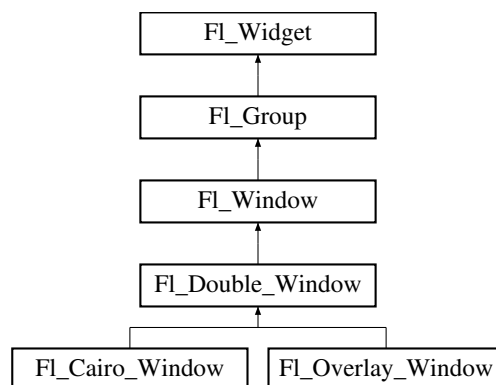 Fl_Widget
Fl_Group
Fl_Window
Fl_Double_Window
Fl_Cairo_Window
Fl_Overlay_Window